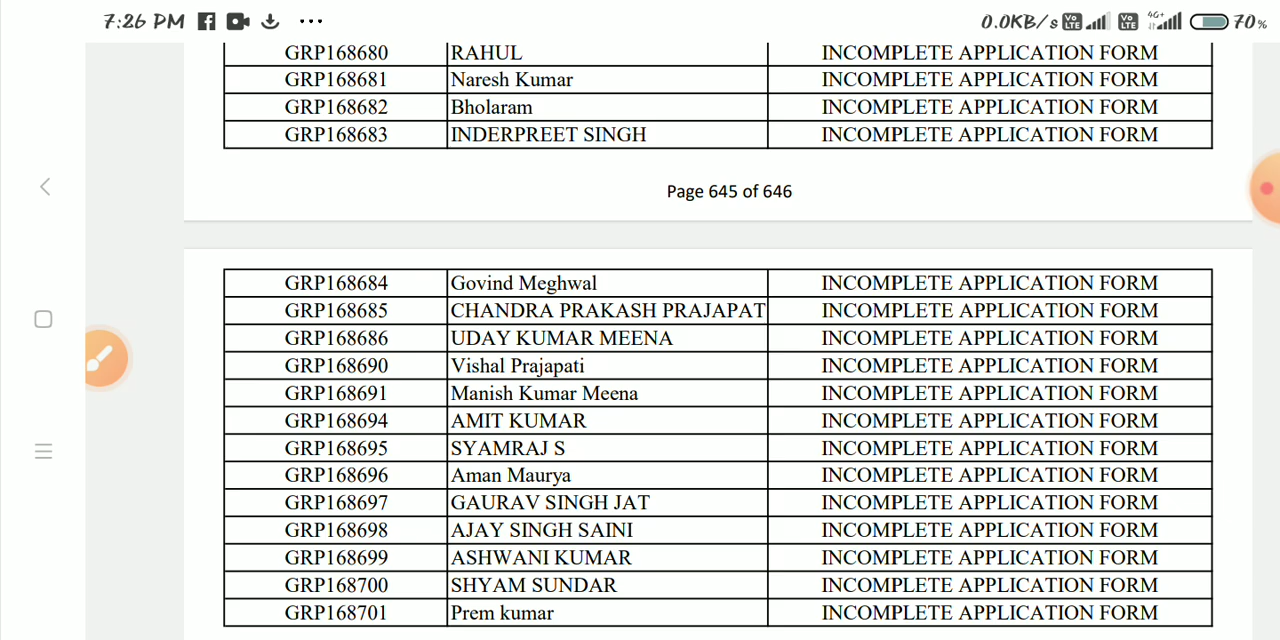 7:26 PM ... 0.0KB/s Vo LTE Vo LTE 4G+ 70%
GRP168680 RAHUL INCOMPLETE APPLICATION FORM
GRP168681 Naresh Kumar INCOMPLETE APPLICATION FORM
GRP168682 Bholaram INCOMPLETE APPLICATION FORM
GRP168683 INDERPREET SINGH INCOMPLETE APPLICATION FORM
Page 645 of 646
GRP168684 Govind Meghwal INCOMPLETE APPLICATION FORM
GRP168685 CHANDRA PRAKASH PRAJAPAT INCOMPLETE APPLICATION FORM
GRP168686 UDAY KUMAR MEENA INCOMPLETE APPLICATION FORM
GRP168690 Vishal Prajapati INCOMPLETE APPLICATION FORM
GRP168691 Manish Kumar Meena INCOMPLETE APPLICATION FORM
GRP168694 AMIT KUMAR INCOMPLETE APPLICATION FORM
GRP168695 SYAMRAJ S INCOMPLETE APPLICATION FORM
GRP168696 Aman Maurya INCOMPLETE APPLICATION FORM
GRP168697 GAURAV SINGH JAT INCOMPLETE APPLICATION FORM
GRP168698 AJAY SINGH SAINI INCOMPLETE APPLICATION FORM
GRP168699 ASHWANI KUMAR INCOMPLETE APPLICATION FORM
GRP168700 SHYAM SUNDAR INCOMPLETE APPLICATION FORM
GRP168701 Prem kumar INCOMPLETE APPLICATION FORM